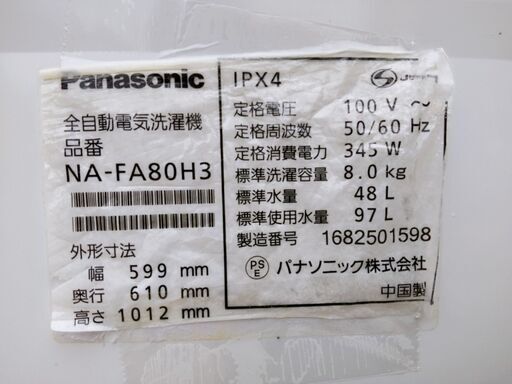 Panasonic
全自動電気洗濯機
品番
NA-FA80H3
外形寸法
幅 599 mm
奥行 610 mm
高さ 1012 mm
IPX4
定格電圧 100 V ～
定格周波数 50/60 Hz
定格消費電力 345 W
標準洗濯容量 8.0 kg
標準水量 48 L
標準使用水量 97 L
製造番号 1682501598
PS
E
パナソニック株式会社
中国製